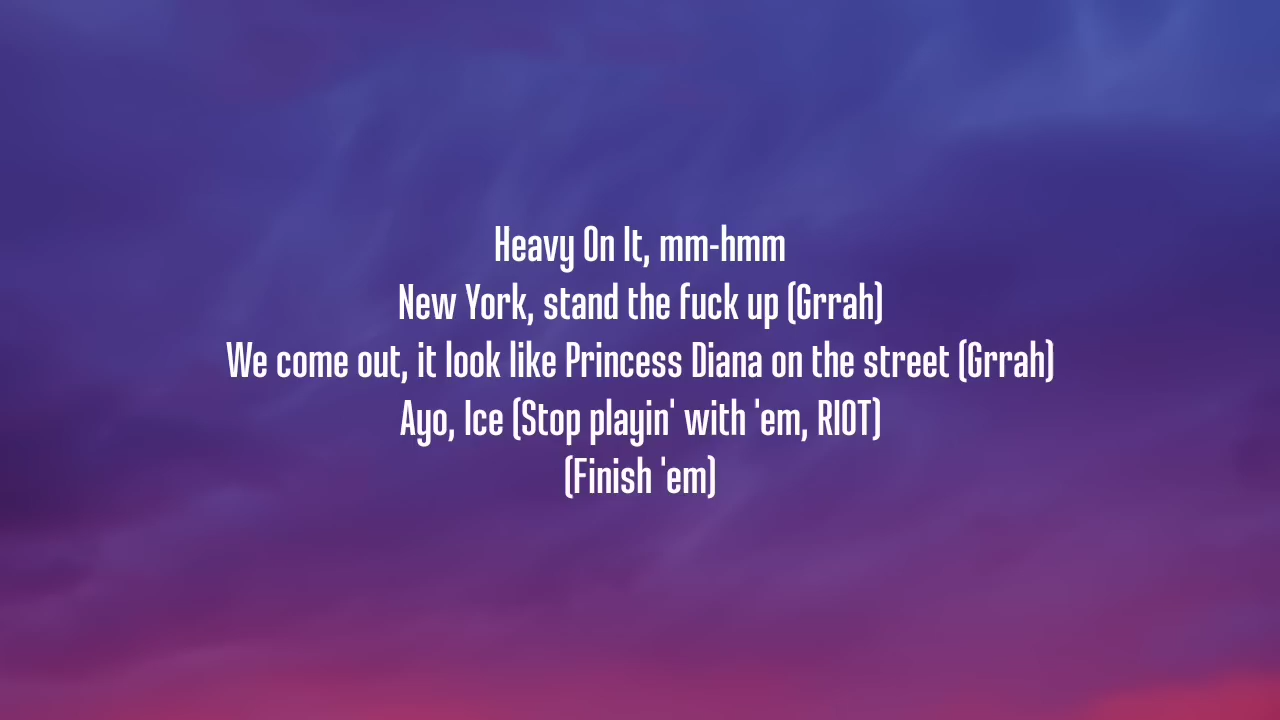 Heavy On It, mm-hmm
New York, stand the fuck up (Grrah)
We come out, it look like Princess Diana on the street (Grrah)
Ayo, Ice (Stop playin' with 'em, RIOT)
(Finish 'em)